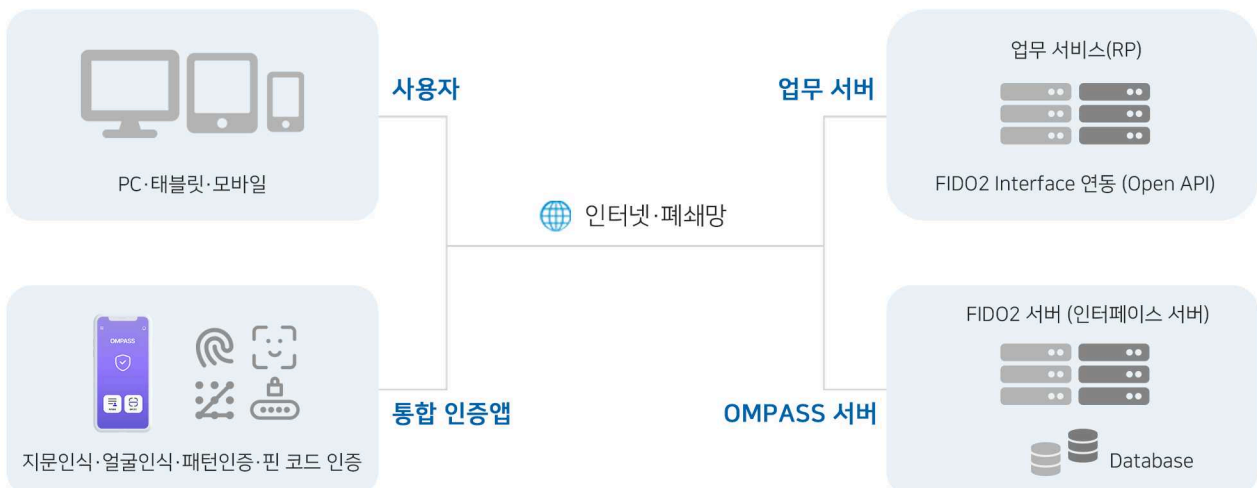 업무 서비스(RP)
사용자
업무 서버
PC·태블릿·모바일
FIDO2 Interface 연동 (Open API)
인터넷·폐쇄망
FIDO2 서버 (인터페이스 서버)
OMPASS
통합 인증앱
OMPASS 서버
지문인식·얼굴인식·패턴인증·핀 코드 인증
Database